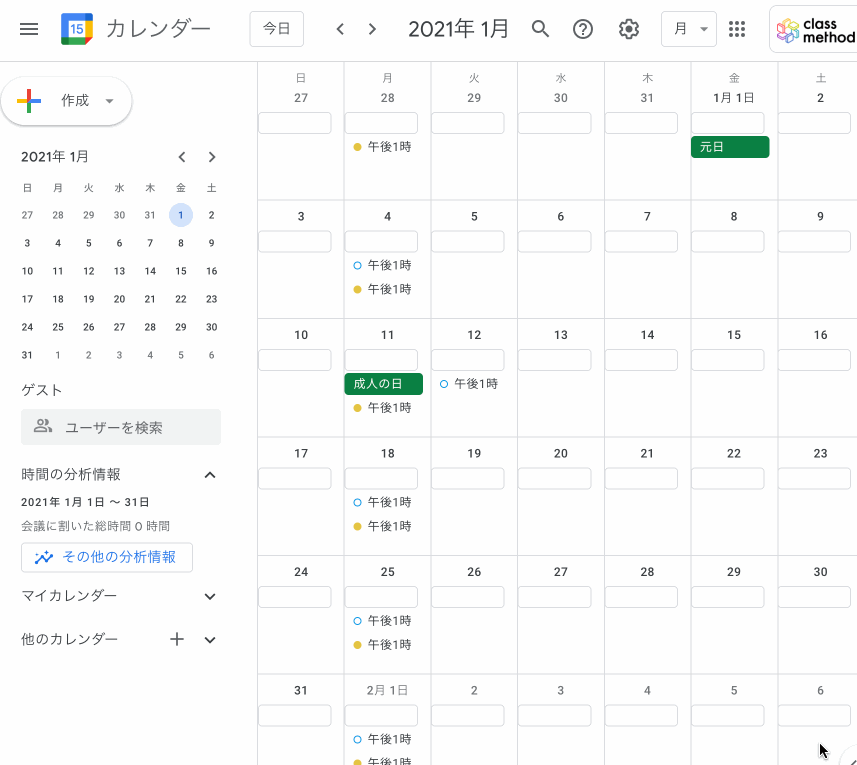 15 カレンダー 今日 2021年 1月 月 class method
作成
2021年 1月
日 月 火 水 木 金 土
27 28 29 30 31 1 2
3 4 5 6 7 8 9
10 11 12 13 14 15 16
17 18 19 20 21 22 23
24 25 26 27 28 29 30
31 1 2 3 4 5 6
ゲスト
ユーザーを検索
時間の分析情報
2021年 1月 1日 〜 31日
会議に割いた総時間 0 時間
その他の分析情報
マイカレンダー
他のカレンダー
日 月 火 水 木 金 土
27 28 29 30 31 1月 1日 2
午後1時 元日
3 4 5 6 7 8 9
午後1時
午後1時
10 11 12 13 14 15 16
成人の日 午後1時
午後1時
17 18 19 20 21 22 23
午後1時
午後1時
24 25 26 27 28 29 30
午後1時
午後1時
31 2月 1日 2 3 4 5 6
午後1時
午後1時